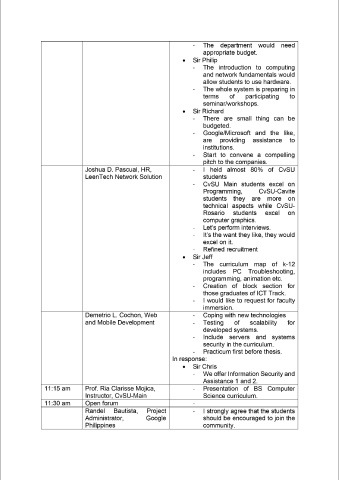 - The department would need
appropriate budget.
• Sir Philip
- The introduction to computing
and network fundamentals would
allow students to use hardware.
- The whole system is preparing in
terms of participating to
seminar/workshops.
• Sir Richard
- There are small thing can be
budgeted.
- Google/Microsoft and the like,
are providing assistance to
Institutions.
- Start to convene a compelling
pitch to the companies.
Joshua D. Pascual, HR,
LeenTech Network Solution
- I held almost 80% of CvSU
students
- CvSU Main students excel on
Programming, CvSU-Cavite
students they are more on
technical aspects while CvSU-
Rosario students excel on
computer graphics.
- Let's perform interviews.
- It's the want they like, they would
excel on it.
- Refined recruitment
• Sir Jeff
- The curriculum map of k-12
includes PC Troubleshooting,
programming, animation etc.
- Creation of block section for
those graduates of ICT Track.
- I would like to request for faculty
immersion.
Demetrio L. Cochon, Web
and Mobile Development
- Coping with new technologies
- Testing of scalability for
developed systems.
- Include servers and systems
security in the curriculum.
- Practicum first before thesis.
In response:
• Sir Chris
- We offer Information Security and
Assistance 1 and 2.
11:15 am Prof. Ria Clarisse Mojica,
Instructor, CvSU-Main
- Presentation of BS Computer
Science curriculum.
11:30 am Open forum -
Randel Bautista, Project
Administrator, Google
Philippines
- I strongly agree that the students
should be encouraged to join the
community.